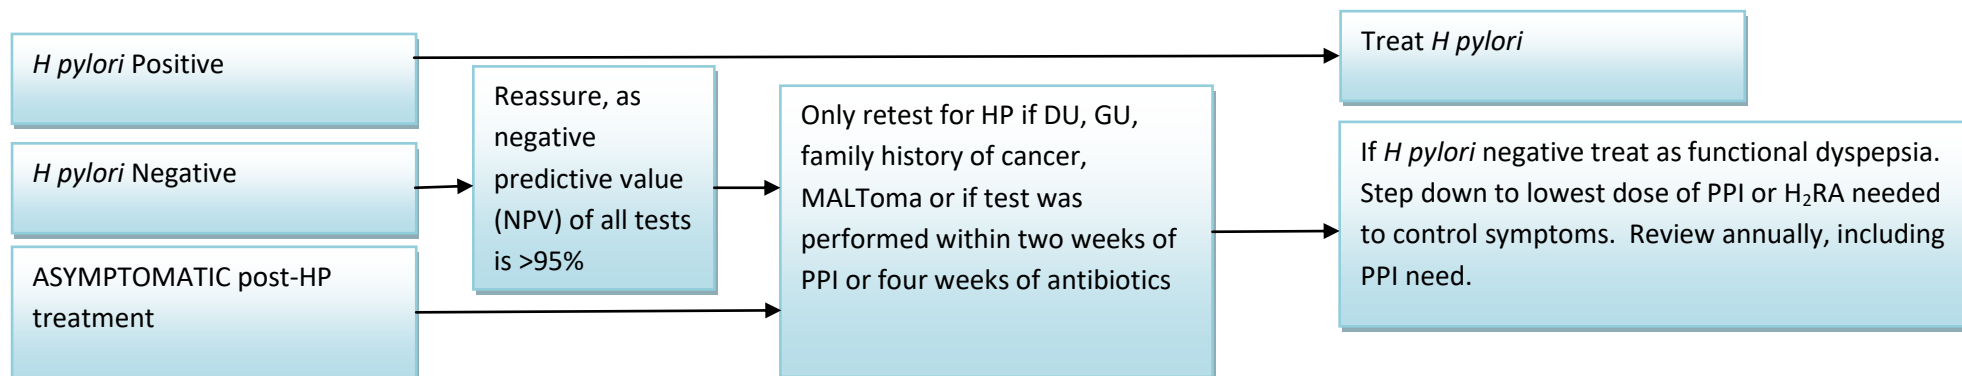 H pylori Positive
Treat H pylori
Reassure, as
negative
predictive value
(NPV) of all tests
is >95%
Only retest for HP if DU, GU,
family history of cancer,
MALToma or if test was
performed within two weeks of
PPI or four weeks of antibiotics
H pylori Negative
If H pylori negative treat as functional dyspepsia.
Step down to lowest dose of PPI or H₂RA needed
to control symptoms.  Review annually, including
PPI need.
ASYMPTOMATIC post-HP
treatment